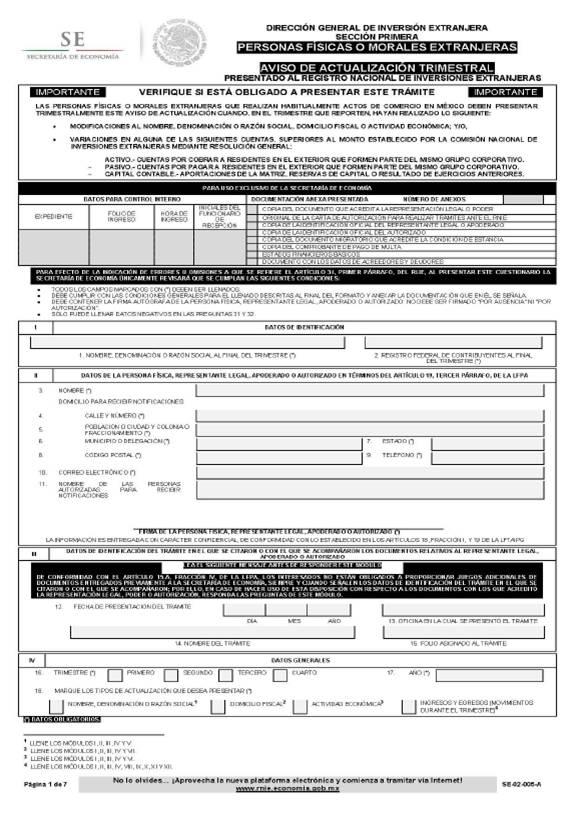 SE
SECRETARÍA DE ECONOMÍA
DIRECCIÓN GENERAL DE INVERSIÓN EXTRANJERA
SECCIÓN PRIMERA
PERSONAS FÍSICAS O MORALES EXTRANJERAS
AVISO DE ACTUALIZACIÓN TRIMESTRAL
PRESENTADO AL REGISTRO NACIONAL DE INVERSIONES EXTRANJERAS
IMPORTANTE VERIFIQUE SI ESTÁ OBLIGADO A PRESENTAR ESTE TRÁMITE IMPORTANTE
LAS PERSONAS FÍSICAS O MORALES EXTRANJERAS QUE REALIZAN HABITUALMENTE ACTOS DE COMERCIO EN MÉXICO DEBEN PRESENTAR
TRIMESTRALMENTE ESTE AVISO DE ACTUALIZACIÓN CUANDO, EN EL TRIMESTRE QUE REPORTEN, HAYAN REALIZADO LO SIGUIENTE:
• MODIFICACIONES AL NOMBRE, DENOMINACIÓN O RAZÓN SOCIAL, DOMICILIO FISCAL O ACTIVIDAD ECONÓMICA; Y/O,
• VARIACIONES EN ALGUNA DE LAS SIGUIENTES CUENTAS, SUPERIORES AL MONTO ESTABLECIDO POR LA COMISIÓN NACIONAL DE
INVERSIONES EXTRANJERAS MEDIANTE RESOLUCIÓN GENERAL:
ACTIVO.- CUENTAS POR COBRAR A RESIDENTES EN EL EXTERIOR QUE FORMEN PARTE DEL MISMO GRUPO CORPORATIVO.
– PASIVO.- CUENTAS POR PAGAR A RESIDENTES EN EL EXTERIOR QUE FORMEN PARTE DEL MISMO GRUPO CORPORATIVO.
– CAPITAL CONTABLE.- APORTACIONES DE LA MATRIZ, RESERVAS DE CAPITAL O RESULTADO DE EJERCICIOS ANTERIORES.
PARA USO EXCLUSIVO DE LA SECRETARÍA DE ECONOMÍA
DATOS PARA CONTROL INTERNO DOCUMENTACIÓN ANEXA PRESENTADA NÚMERO DE ANEXOS
EXPEDIENTE
FOLIO DE INGRESO
HORA DE INGRESO
INICIALES DEL FUNCIONARIO DE RECEPCIÓN
COPIA DEL DOCUMENTO QUE ACREDITA LA REPRESENTACIÓN LEGAL O PODER
ORIGINAL DE LA CARTA DE AUTORIZACIÓN PARA REALIZAR TRÁMITES ANTE EL RNIE
COPIA DE LA IDENTIFICACIÓN OFICIAL DEL REPRESENTANTE LEGAL O APODERADO
COPIA DE LA IDENTIFICACIÓN OFICIAL DEL AUTORIZADO
COPIA DEL DOCUMENTO MIGRATORIO QUE ACREDITE LA CONDICIÓN DE ESTANCIA
COPIA DEL COMPROBANTE DE PAGO DE MULTA
ESTADOS FINANCIEROS BÁSICOS
DOCUMENTO CON LOS DATOS DE ACREEDORES Y DEUDORES
PARA EFECTO DE LA INDICACIÓN DE ERRORES U OMISIONES A QUE SE REFIERE EL ARTÍCULO 31, PRIMER PÁRRAFO, DEL RLIE, AL PRESENTAR ESTE CUESTIONARIO LA
SECRETARÍA DE ECONOMÍA ÚNICAMENTE REVISARÁ QUE SE CUMPLAN LAS SIGUIENTES CONDICIONES:
• TODOS LOS CAMPOS MARCADOS CON (*) DEBEN SER LLENADOS.
• DEBE CUMPLIR CON LAS CONDICIONES GENERALES PARA EL LLENADO DESCRITAS AL FINAL DEL FORMATO Y ANEXAR LA DOCUMENTACIÓN QUE EN ÉL SE SEÑALA.
• DEBE CONTENER LA FIRMA AUTÓGRAFA DE LA PERSONA FÍSICA, REPRESENTANTE LEGAL, APODERADO O AUTORIZADO. NO DEBE SER FIRMADO "POR AUSENCIA" NI "POR
AUTORIZACIÓN".
• SÓLO PUEDE LLENAR DATOS NEGATIVOS EN LAS PREGUNTAS 31 Y 32.
I DATOS DE IDENTIFICACIÓN
1. NOMBRE, DENOMINACIÓN O RAZÓN SOCIAL AL FINAL DEL TRIMESTRE (*)
2. REGISTRO FEDERAL DE CONTRIBUYENTES AL FINAL
DEL TRIMESTRE (*)
II DATOS DE LA PERSONA FÍSICA, REPRESENTANTE LEGAL, APODERADO O AUTORIZADO EN TÉRMINOS DEL ARTÍCULO 19, TERCER PÁRRAFO, DE LA LFPA
3. NOMBRE (*)
DOMICILIO PARA RECIBIR NOTIFICACIONES
4. CALLE Y NÚMERO (*)
5. POBLACIÓN O CIUDAD Y COLONIA O
FRACCIONAMIENTO (*)
6. MUNICIPIO O DELEGACIÓN (*) 7. ESTADO (*)
8. CÓDIGO POSTAL (*) 9. TELÉFONO (*)
10. CORREO ELECTRÓNICO (*)
11. NOMBRE DE LAS PERSONAS
AUTORIZADAS PARA RECIBIR
NOTIFICACIONES
FIRMA DE LA PERSONA FÍSICA, REPRESENTANTE LEGAL, APODERADO O AUTORIZADO (*)
LA INFORMACIÓN ES ENTREGADA CON CARÁCTER CONFIDENCIAL, DE CONFORMIDAD CON LO ESTABLECIDO EN LOS ARTÍCULOS 18, FRACCIÓN I, Y 19 DE LA LFTAIPG
III DATOS DE IDENTIFICACIÓN DEL TRÁMITE EN EL QUE SE CITARON O CON EL QUE SE ACOMPAÑARON LOS DOCUMENTOS RELATIVOS AL REPRESENTANTE LEGAL,
APODERADO O AUTORIZADO
LEA EL SIGUIENTE MENSAJE ANTES DE RESPONDER ESTE MÓDULO
DE CONFORMIDAD CON EL ARTÍCULO 15 A, FRACCIÓN IV, DE LA LFPA, LOS INTERESADOS NO ESTÁN OBLIGADOS A PROPORCIONAR JUEGOS ADICIONALES DE
DOCUMENTOS ENTREGADOS PREVIAMENTE A LA SECRETARÍA DE ECONOMÍA, SIEMPRE Y CUANDO SEÑALEN LOS DATOS DE IDENTIFICACIÓN DEL TRÁMITE EN EL QUE SE
CITARON O CON EL QUE SE ACOMPAÑARON; POR ELLO, EN CASO DE HACER USO DE ESTA DISPOSICIÓN CON RESPECTO A LOS DOCUMENTOS CON LOS QUE ACREDITÓ
LA REPRESENTACIÓN LEGAL, PODER O AUTORIZACIÓN, RESPONDA LAS PREGUNTAS DE ESTE MÓDULO.
12. FECHA DE PRESENTACIÓN DEL TRÁMITE
DÍA MES AÑO 13. OFICINA EN LA CUAL SE PRESENTÓ EL TRÁMITE
14. NOMBRE DEL TRÁMITE 15. FOLIO ASIGNADO AL TRÁMITE
IV DATOS GENERALES
16. TRIMESTRE (*) PRIMERO SEGUNDO TERCERO CUARTO 17. AÑO (*)
18. MARQUE LOS TIPOS DE ACTUALIZACIÓN QUE DESEA PRESENTAR (*)
NOMBRE, DENOMINACIÓN O RAZÓN SOCIAL¹ DOMICILIO FISCAL² ACTIVIDAD ECONÓMICA³ INGRESOS Y EGRESOS (MOVIMIENTOS
DURANTE EL TRIMESTRE)⁴
(*) DATOS OBLIGATORIOS.
¹ LLENE LOS MÓDULOS I, II, III, IV Y V.
² LLENE LOS MÓDULOS I, II, III, IV Y VI.
³ LLENE LOS MÓDULOS I, II, III, IV Y VII.
⁴ LLENE LOS MÓDULOS I, II, III, IV, VIII, IX, X, XI Y XII.
Página 1 de 7
No lo olvides... ¡Aprovecha la nueva plataforma electrónica y comienza a tramitar vía Internet!
www.rnie.economia.gob.mx
SE-02-005-A